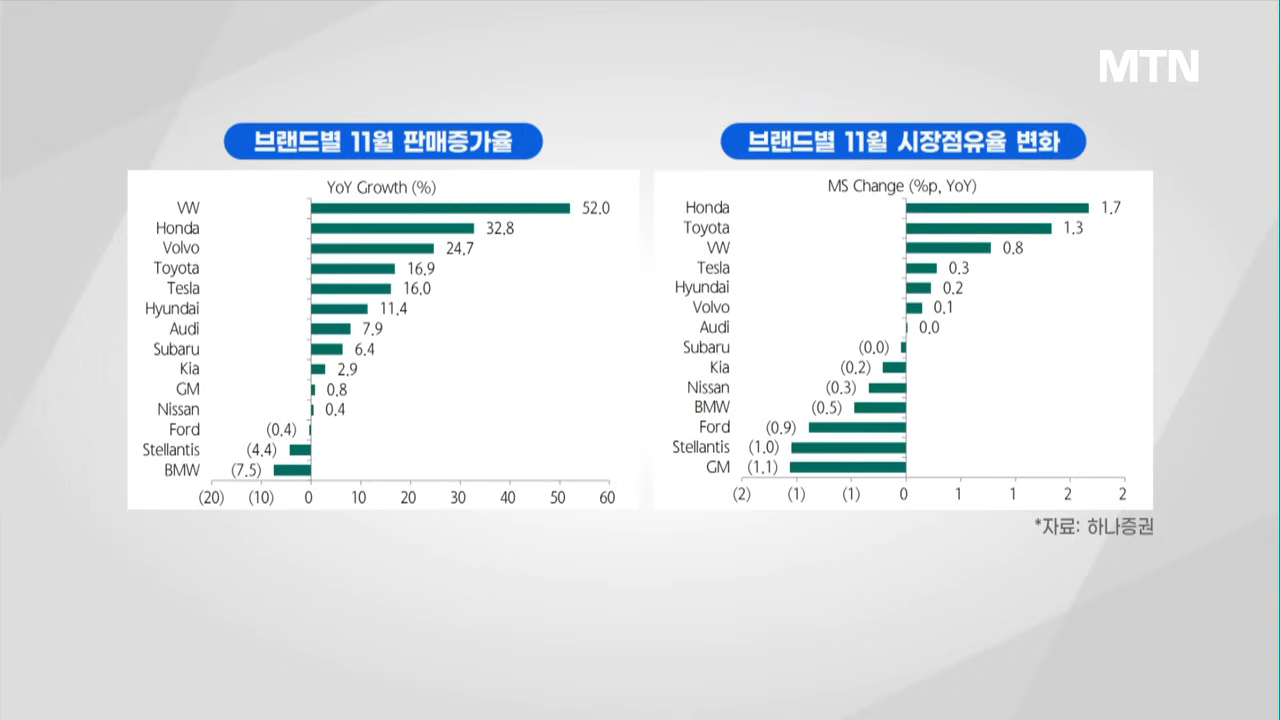 MTN
브랜드별 11월 판매증가율
YoY Growth (%)
VW 52.0
Honda 32.8
Volvo 24.7
Toyota 16.9
Tesla 16.0
Hyundai 11.4
Audi 7.9
Subaru 6.4
Kia 2.9
GM 0.8
Nissan 0.4
Ford (0.4)
Stellantis (4.4)
BMW (7.5)
(20) (10) 0 10 20 30 40 50 60
브랜드별 11월 시장점유율 변화
MS Change (%p, YoY)
Honda 1.7
Toyota 1.3
VW 0.8
Tesla 0.3
Hyundai 0.2
Volvo 0.1
Audi 0.0
Subaru (0.0)
Kia (0.2)
Nissan (0.3)
BMW (0.5)
Ford (0.9)
Stellantis (1.0)
GM (1.1)
(2) (1) (1) 0 1 1 2 2
*자료: 하나증권